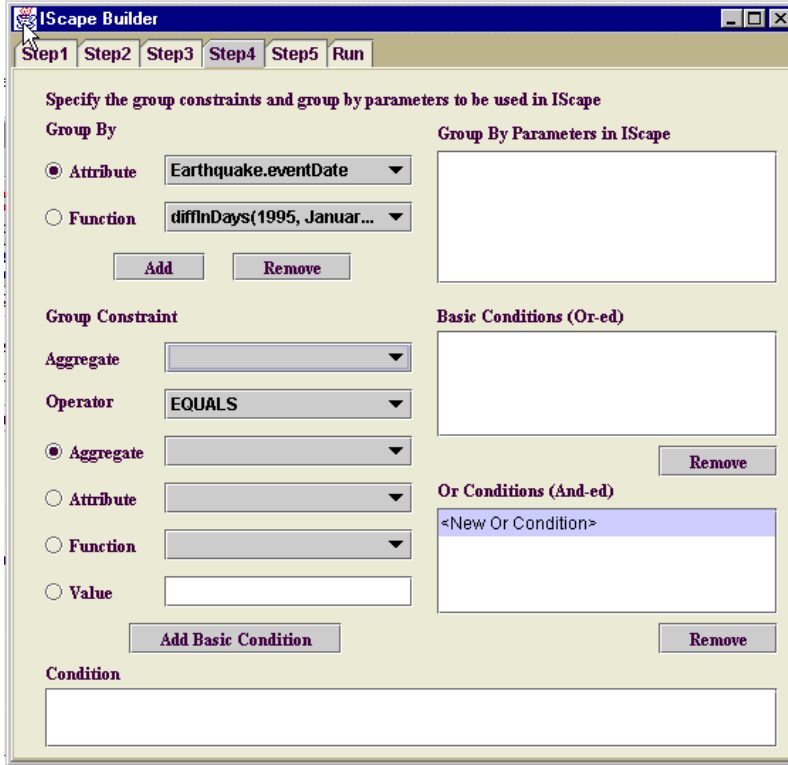 IScape Builder
Step1 Step2 Step3 Step4 Step5 Run
Specify the group constraints and group by parameters to be used in IScape
Group By
Attribute Earthquake.eventDate
Function diffInDays(1995, Januar...
Add Remove
Group By Parameters in IScape
Group Constraint
Aggregate
Operator EQUALS
Aggregate
Attribute
Function
Value
Add Basic Condition
Basic Conditions (Or-ed)
Remove
Or Conditions (And-ed)
<New Or Condition>
Remove
Condition